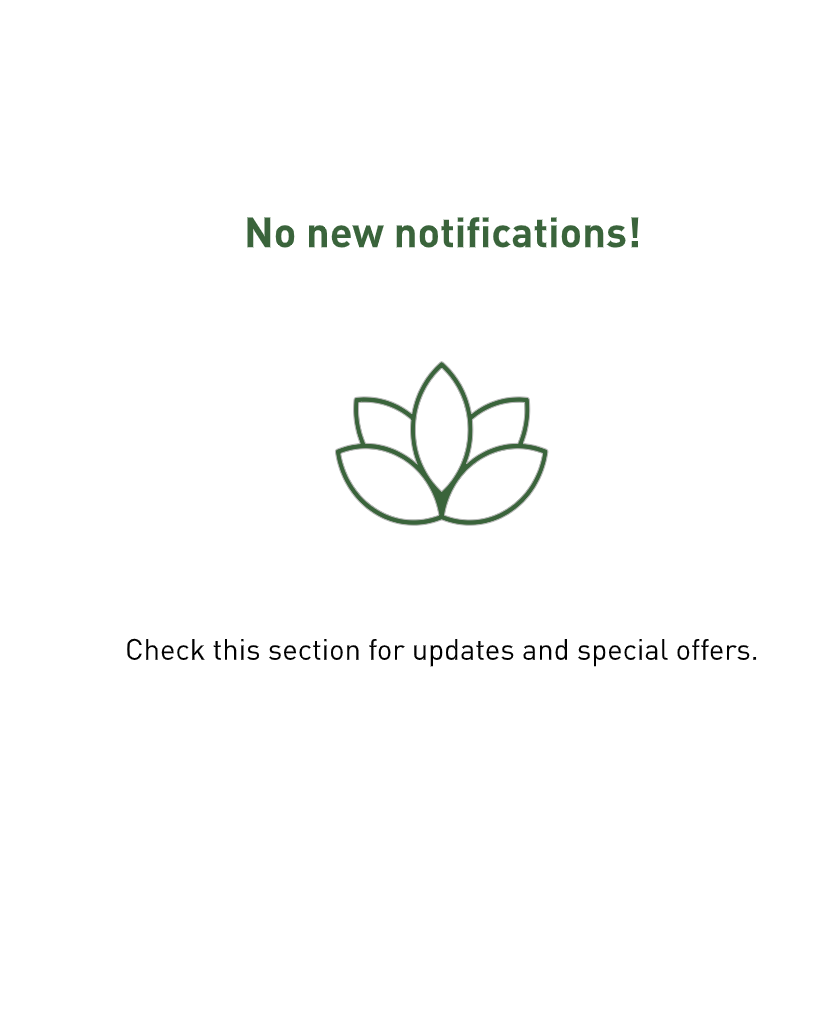 No new notifications!
Check this section for updates and special offers.